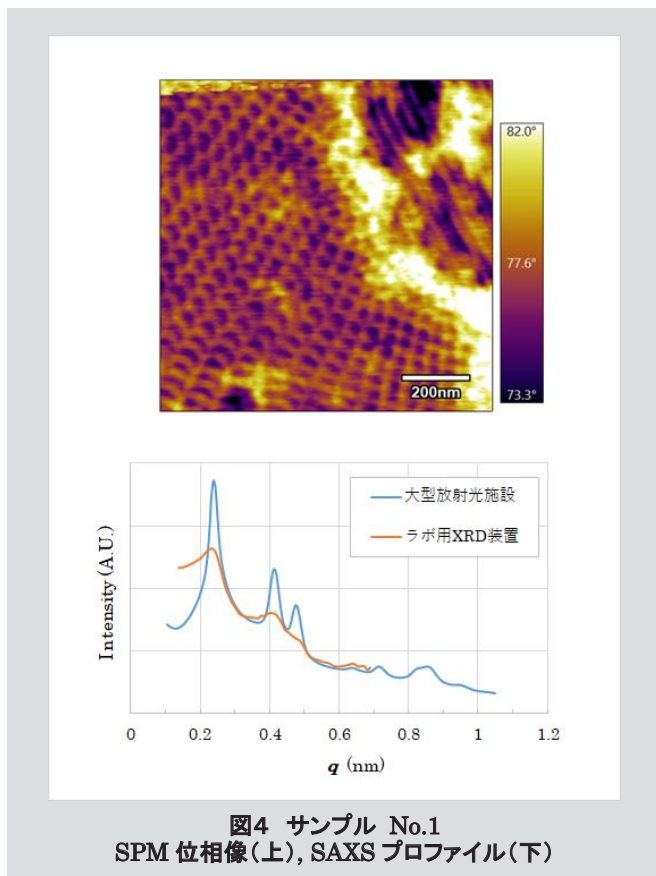 82.0°
77.6°
73.3°
200nm
大型放射光施設
ラボ用XRD装置
Intensity (A.U.)
0 0.2 0.4 0.6 0.8 1 1.2
q (nm)
図4 サンプル No.1
SPM 位相像(上), SAXS プロファイル(下)